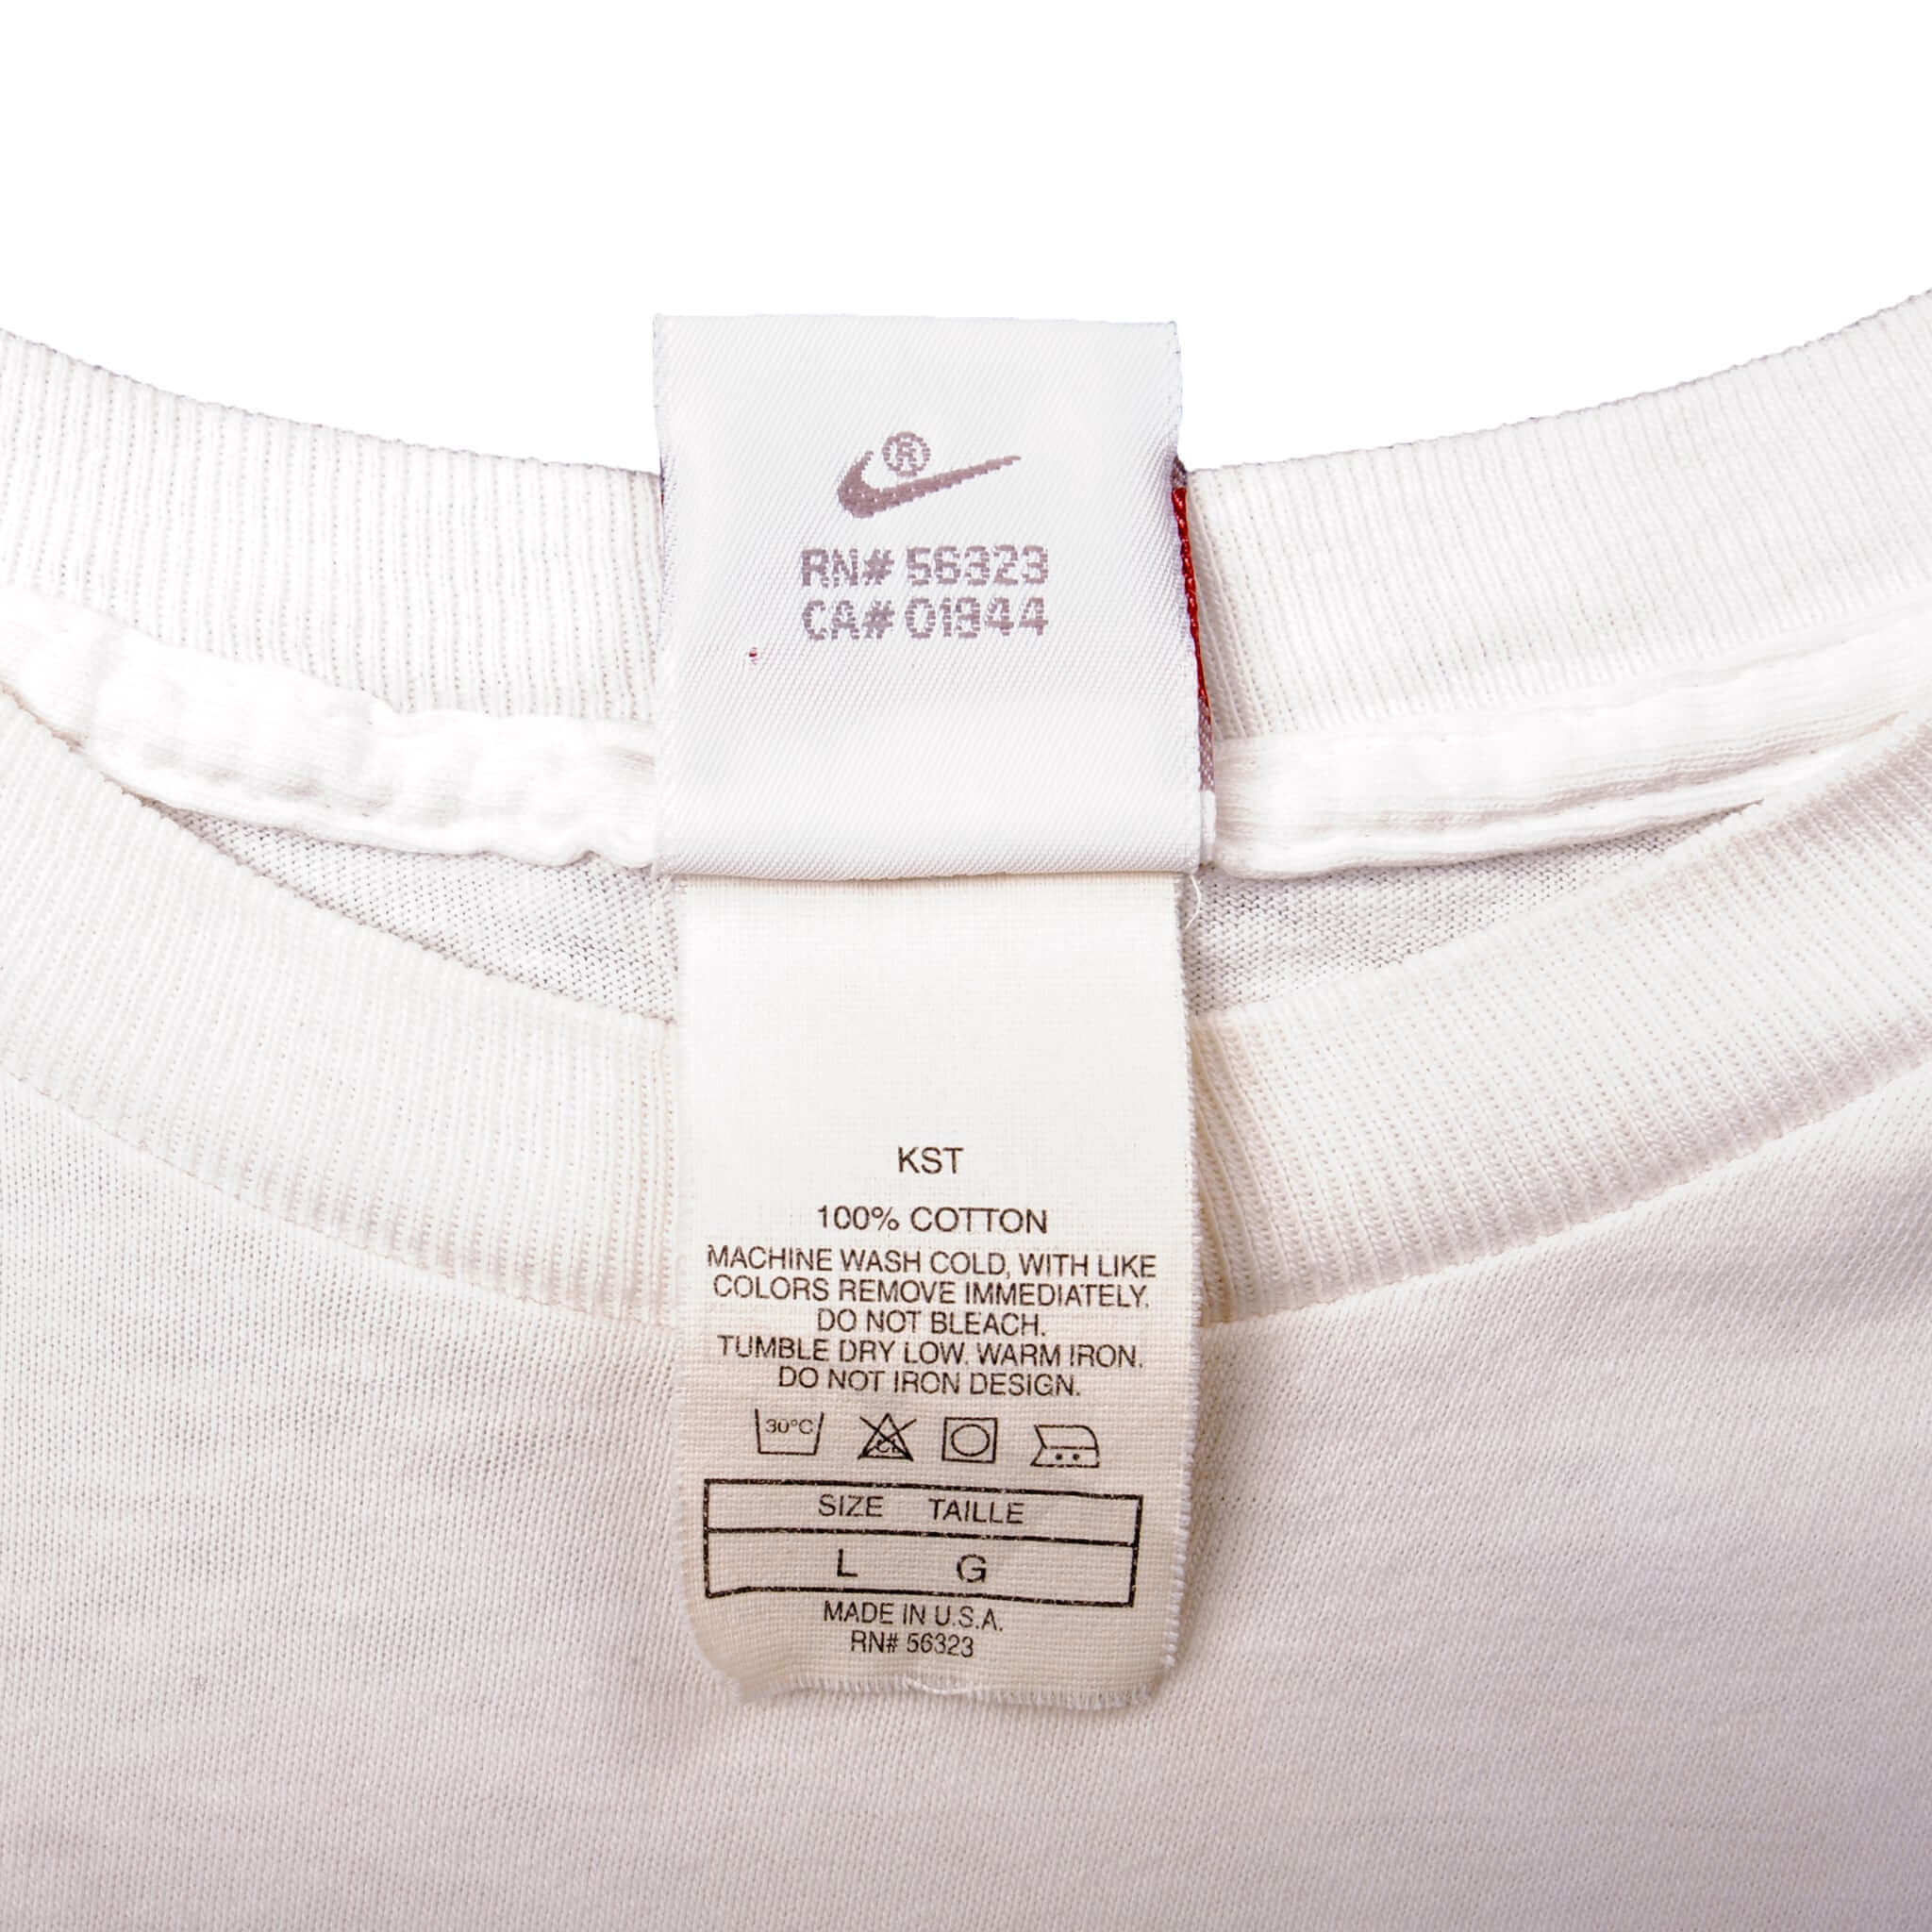 ®
RN# 56323
CA# 01944
KST
100% COTTON
MACHINE WASH COLD, WITH LIKE
COLORS REMOVE IMMEDIATELY.
DO NOT BLEACH.
TUMBLE DRY LOW. WARM IRON.
DO NOT IRON DESIGN.
30°C CL
SIZE TAILLE
L G
MADE IN U.S.A.
RN# 56323